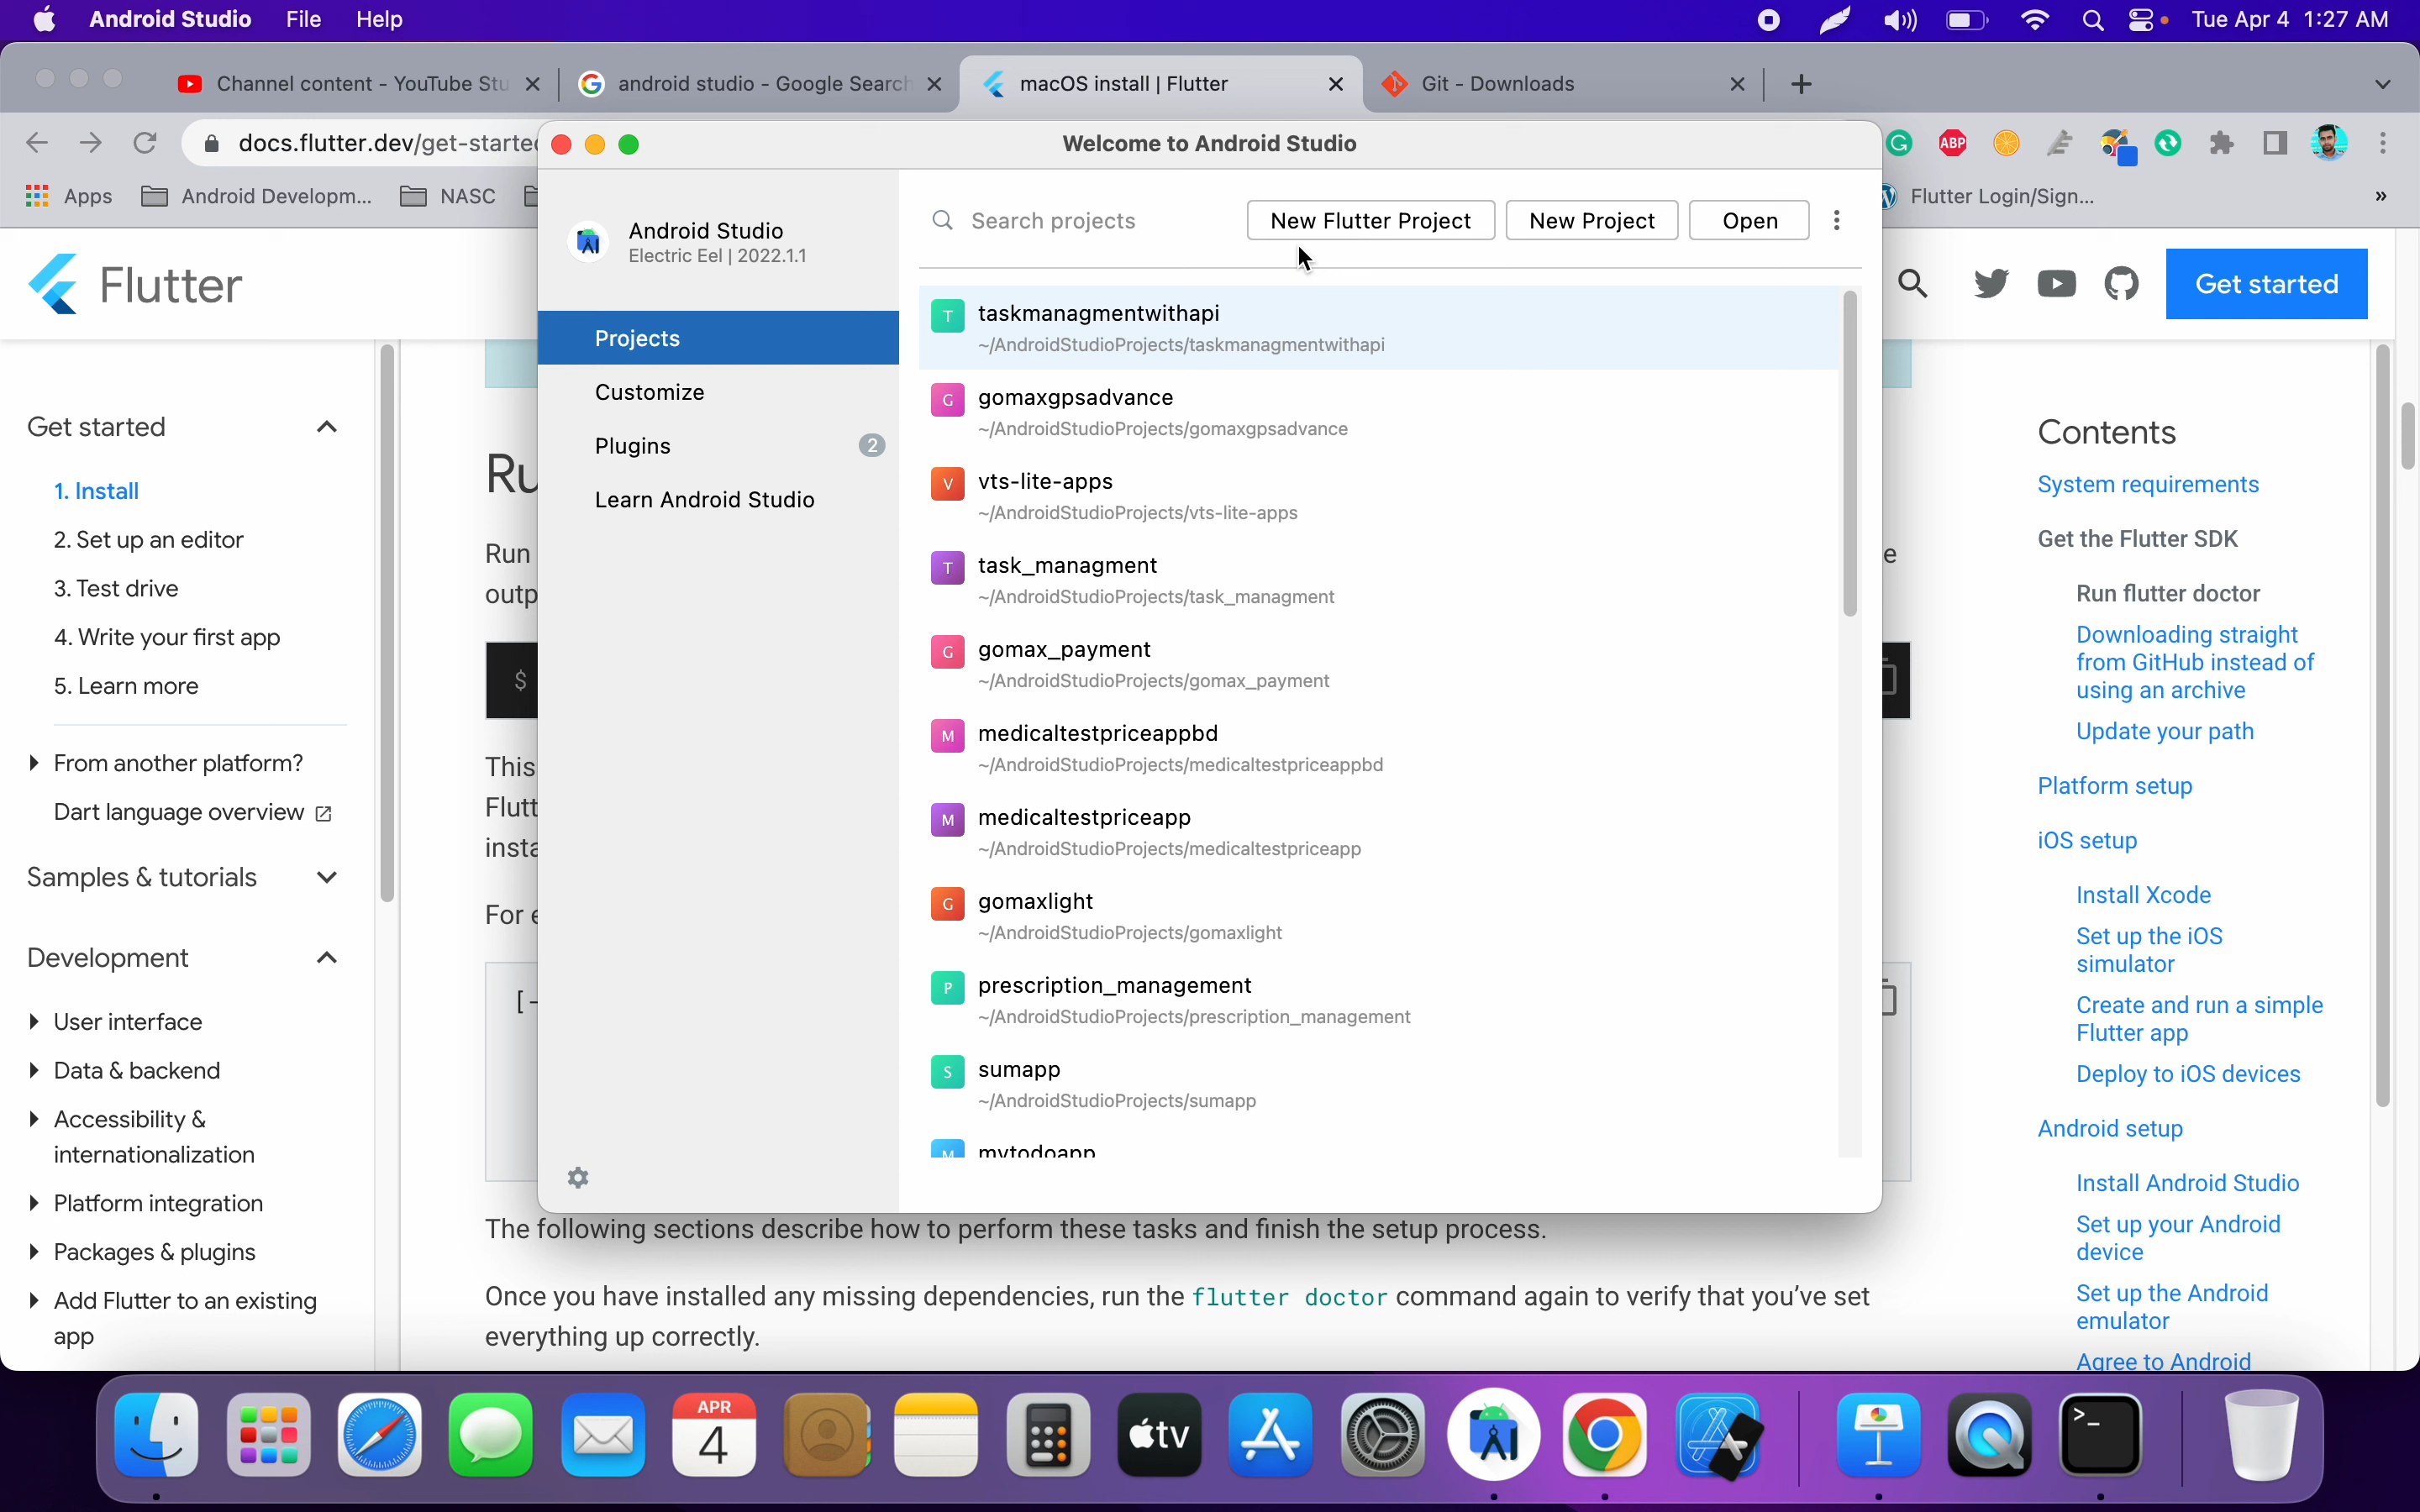 Android Studio File Help Tue Apr 4 1:27 AM
Channel content - YouTube Stu android studio - Google Search macOS install | Flutter Git - Downloads
docs.flutter.dev/get-started
Apps Android Developm... NASC Flutter Login/Sign... »
Flutter
Get started
Get started
1. Install
2. Set up an editor
3. Test drive
4. Write your first app
5. Learn more
From another platform?
Dart language overview
Samples & tutorials
Development
User interface
Data & backend
Accessibility &
internationalization
Platform integration
Packages & plugins
Add Flutter to an existing
app
Welcome to Android Studio
Android Studio
Electric Eel | 2022.1.1
Projects
Customize
Plugins 2
Learn Android Studio
Search projects New Flutter Project New Project Open
T taskmanagmentwithapi
~/AndroidStudioProjects/taskmanagmentwithapi
G gomaxgpsadvance
~/AndroidStudioProjects/gomaxgpsadvance
V vts-lite-apps
~/AndroidStudioProjects/vts-lite-apps
T task_managment
~/AndroidStudioProjects/task_managment
G gomax_payment
~/AndroidStudioProjects/gomax_payment
M medicaltestpriceappbd
~/AndroidStudioProjects/medicaltestpriceappbd
M medicaltestpriceapp
~/AndroidStudioProjects/medicaltestpriceapp
G gomaxlight
~/AndroidStudioProjects/gomaxlight
P prescription_management
~/AndroidStudioProjects/prescription_management
S sumapp
~/AndroidStudioProjects/sumapp
M mytodoapp
Ru
Run
outp
e
$
This
Flutt
insta
For e
[-
The following sections describe how to perform these tasks and finish the setup process.
Once you have installed any missing dependencies, run the flutter doctor command again to verify that you’ve set
everything up correctly.
Contents
System requirements
Get the Flutter SDK
Run flutter doctor
Downloading straight
from GitHub instead of
using an archive
Update your path
Platform setup
iOS setup
Install Xcode
Set up the iOS
simulator
Create and run a simple
Flutter app
Deploy to iOS devices
Android setup
Install Android Studio
Set up your Android
device
Set up the Android
emulator
Agree to Android
APR
4
tv
>_
ABP